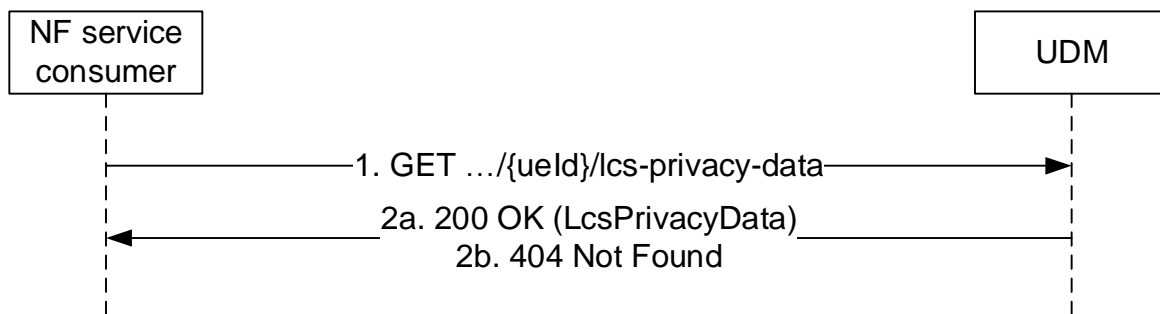 NF service
consumer
UDM
1. GET …/{ueId}/lcs-privacy-data
2a. 200 OK (LcsPrivacyData)
2b. 404 Not Found